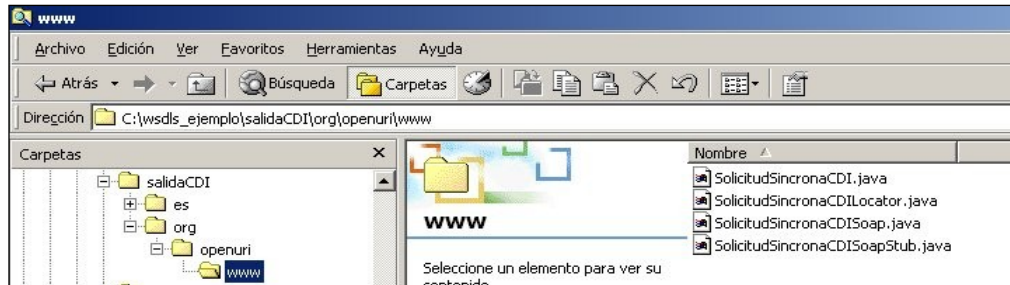 www
Archivo Edición Ver Favoritos Herramientas Ayuda
Atrás Búsqueda Carpetas
Dirección C:\wsdls_ejemplo\salidaCDI\org\openuri\www
Carpetas
salidaCDI
es
org
openuri
www
www
Seleccione un elemento para ver su
contenido
Nombre
SolicitudSincronaCDI.java
SolicitudSincronaCDILocator.java
SolicitudSincronaCDISoap.java
SolicitudSincronaCDISoapStub.java